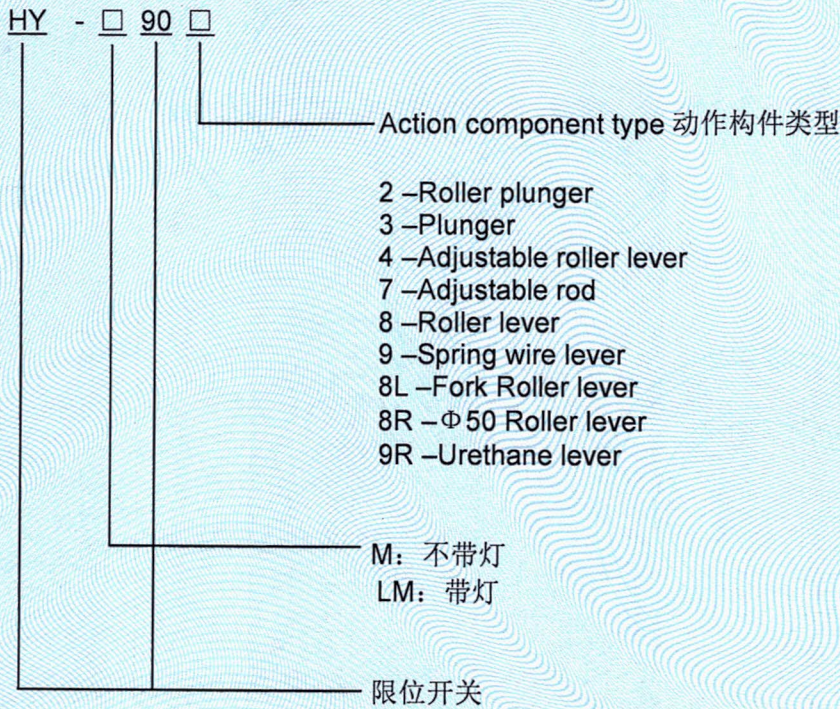 HY - □ 90 □
Action component type 动作构件类型
2 –Roller plunger
3 –Plunger
4 –Adjustable roller lever
7 –Adjustable rod
8 –Roller lever
9 –Spring wire lever
8L –Fork Roller lever
8R –Φ50 Roller lever
9R –Urethane lever
M：不带灯
LM：带灯
限位开关